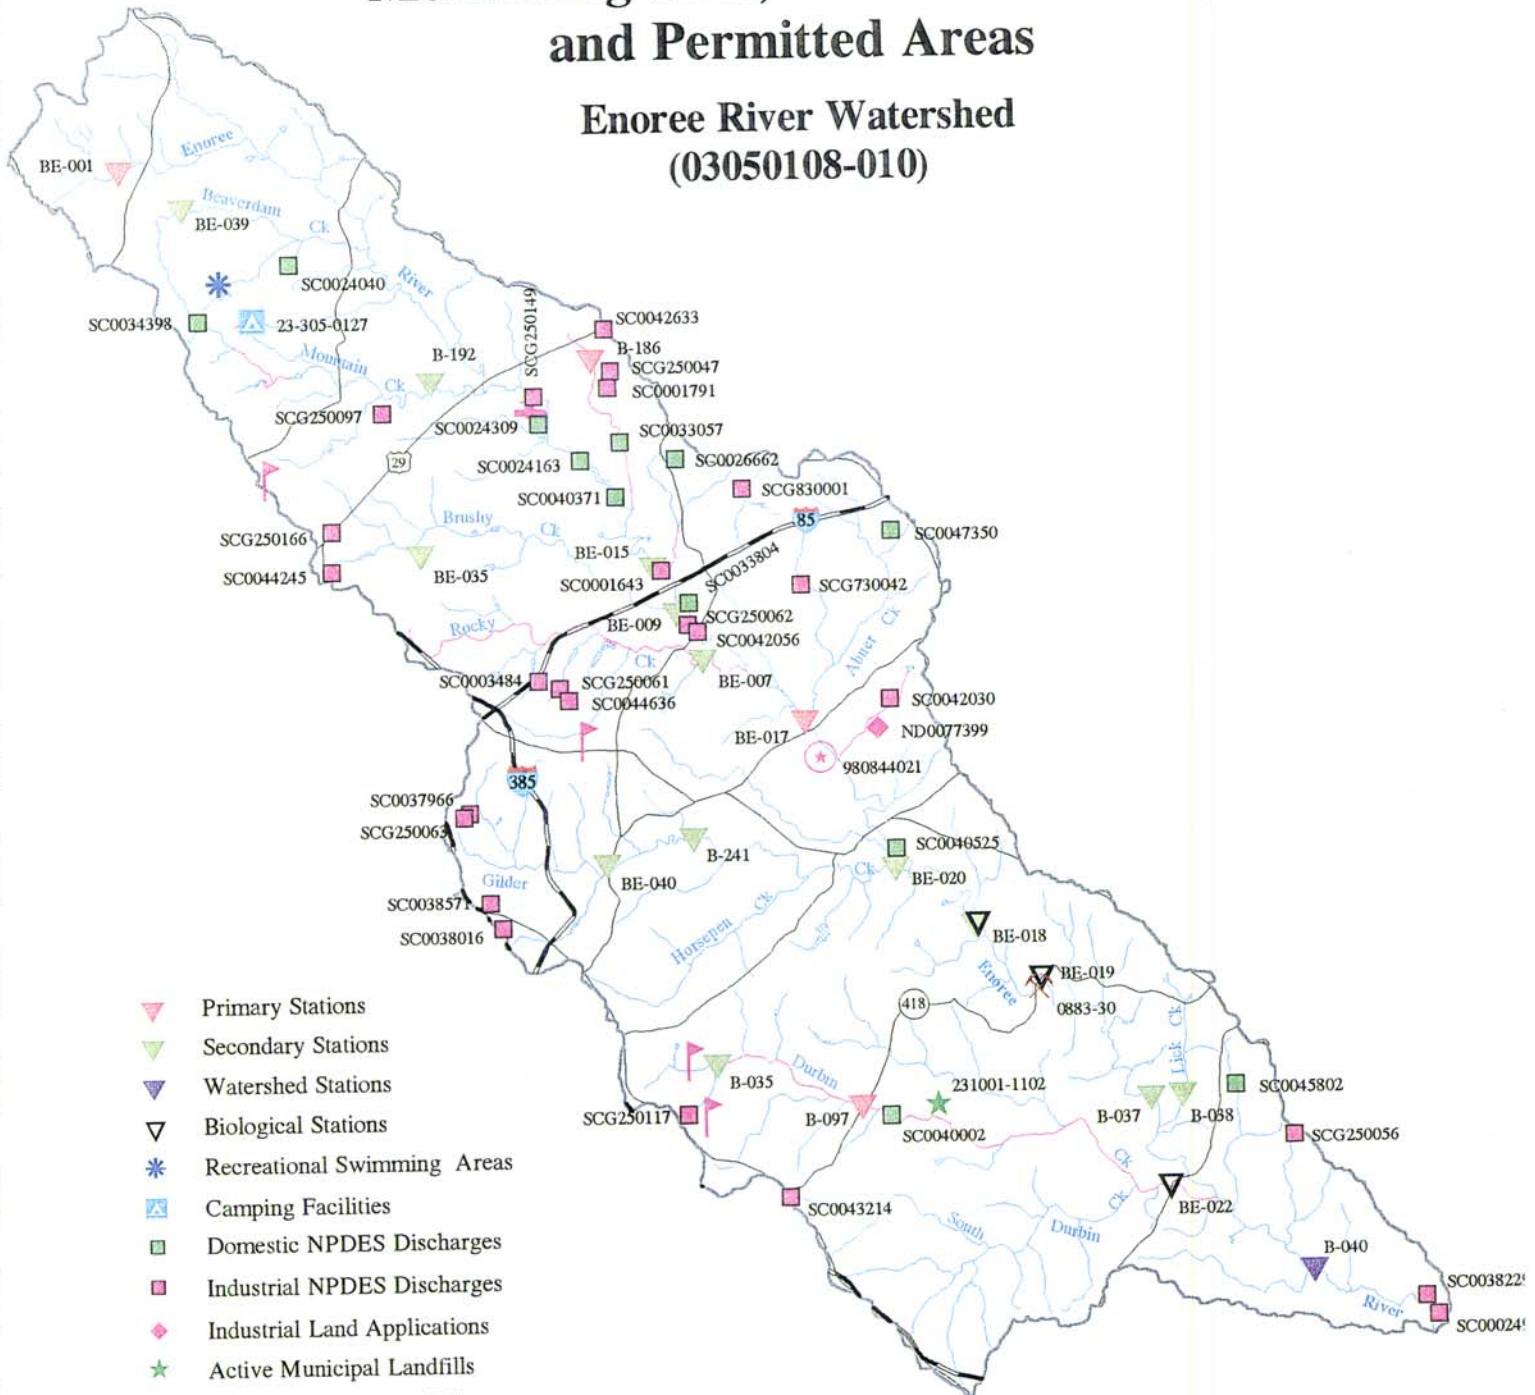 and Permitted Areas
Enoree River Watershed
(03050108-010)
Enoree
BE-001
Beaverdam
BE-039
Ck
SC0024040
River
SC0034398
23-305-0127
SCG250149
SC0042633
B-186
Mountain
Ck
B-192
SCG250047
SC0001791
SCG250097
SC0024309
SC0033057
29
SC0024163
SC0026662
SC0040371
SCG830001
85
Brushy
Ck
SC0047350
SCG250166
BE-015
SC0033804
SC0044245
BE-035
SC0001643
SCG730042
Rocky
BE-009
SCG250062
SC0042056
Abner Ck
Ck
SC0003484
SCG250061
BE-007
SC0044636
SC0042030
BE-017
ND0077399
980844021
385
SC0037966
SCG250063
SC0040525
B-241
Ck
BE-020
Gilder
BE-040
SC0038571
Horsepen Ck
SC0038016
BE-018
Enoree
BE-019
0883-30
418
Lick Ck
Primary Stations
Secondary Stations
Watershed Stations
Biological Stations
Recreational Swimming Areas
Camping Facilities
Domestic NPDES Discharges
Industrial NPDES Discharges
Industrial Land Applications
Active Municipal Landfills
B-035
Durbin
231001-1102
SC0045802
SCG250117
B-097
SC0040002
B-037
B-038
SCG250056
Ck
SC0043214
BE-022
South
Durbin
Ck
B-040
River
SC003822
SC00024